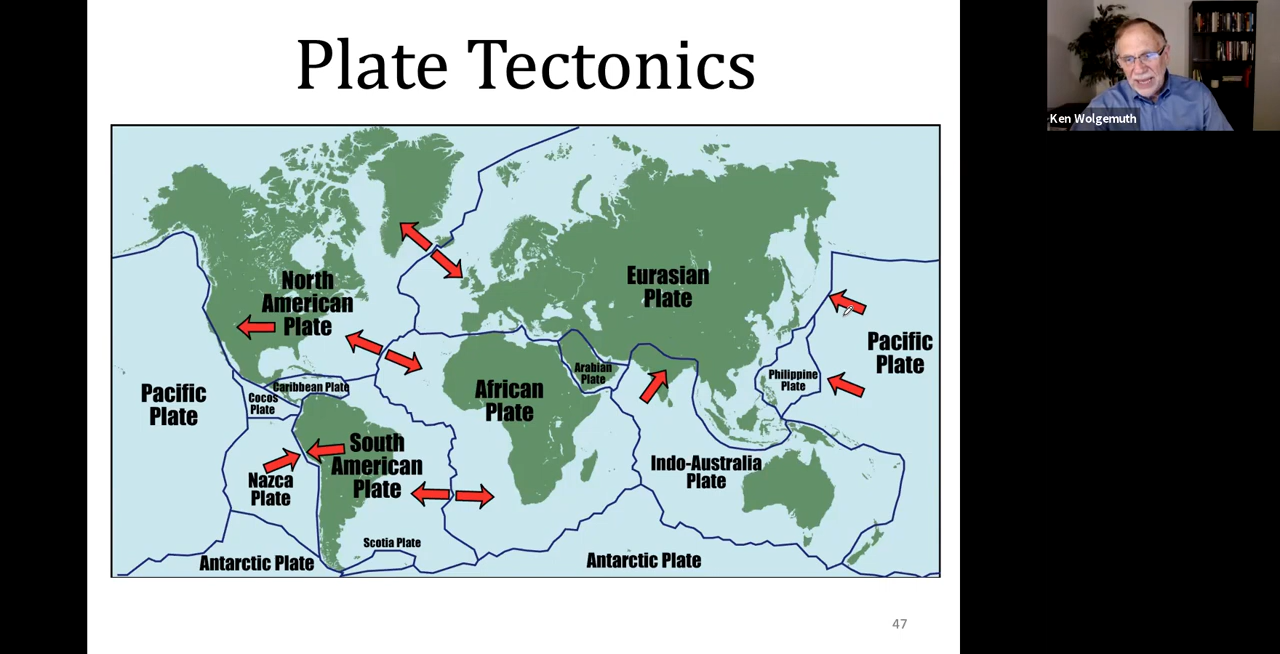 Plate Tectonics
Ken Wolgemuth
North
American
Plate
Eurasian
Plate
Pacific
Plate
Arabian
Plate
Philippine
Plate
Caribbean Plate
Cocos
Plate
African
Plate
Pacific
Plate
South
American
Plate
Nazca
Plate
Indo-Australia
Plate
Scotia Plate
Antarctic Plate
Antarctic Plate
47